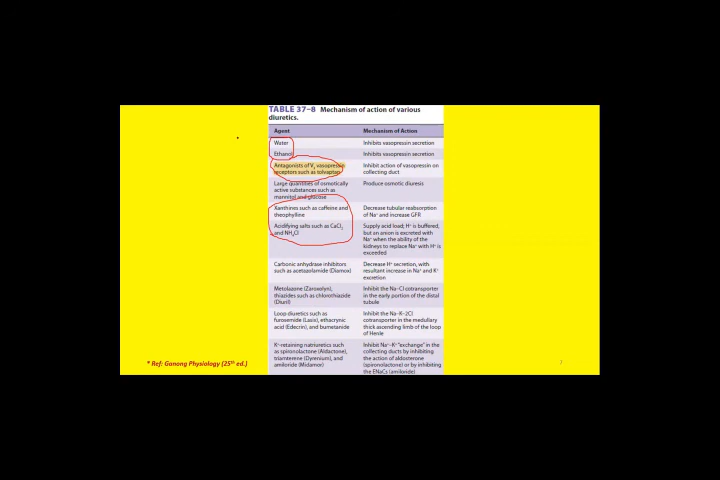 TABLE 37–8 Mechanism of action of various
diuretics.
Agent Mechanism of Action
Water Inhibits vasopressin secretion
Ethanol Inhibits vasopressin secretion
Antagonists of V2 vasopressin Inhibit action of vasopressin on
receptors such as tolvaptan collecting duct
Large quantities of osmotically Produce osmotic diuresis
active substances such as
mannitol and glucose
Xanthines such as caffeine and Decrease tubular reabsorption
theophylline of Na+ and increase GFR
Acidifying salts such as CaCl2 Supply acid load; H+ is buffered,
and NH4Cl but an anion is excreted with
Na+ when the ability of the
kidneys to replace Na+ with H+ is
exceeded
Carbonic anhydrase inhibitors Decrease H+ secretion, with
such as acetazolamide (Diamox) resultant increase in Na+ and K+
excretion
Metolazone (Zaroxolyn), Inhibit the Na–Cl cotransporter
thiazides such as chlorothiazide in the early portion of the distal
(Diuril) tubule
Loop diuretics such as Inhibit the Na–K–2Cl
furosemide (Lasix), ethacrynic cotransporter in the medullary
acid (Edecrin), and bumetanide thick ascending limb of the loop
of Henle
K+-retaining natriuretics such Inhibit Na+–K+ "exchange" in the
as spironolactone (Aldactone), collecting ducts by inhibiting
triamterene (Dyrenium), and the action of aldosterone
amiloride (Midamor) (spironolactone) or by inhibiting
the ENaCs (amiloride)
* Ref: Ganong Physiology (25th ed.)